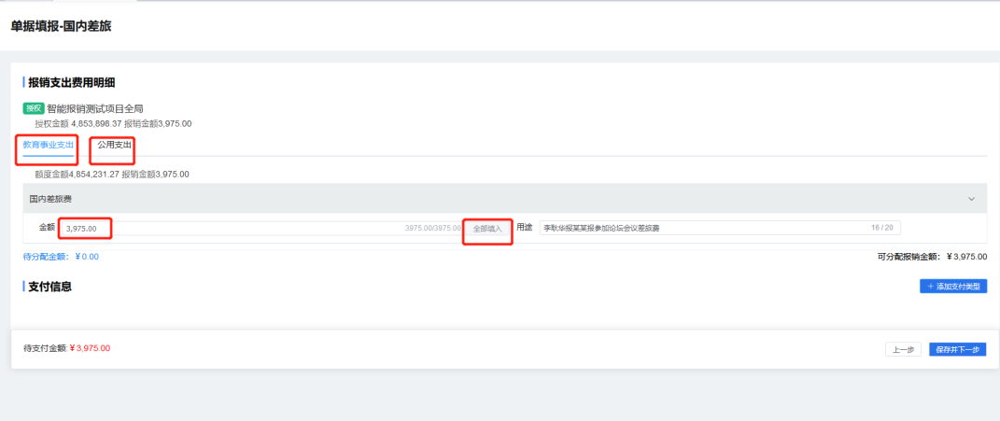 单据填报-国内差旅
报销支出费用明细
授权 智能报销测试项目全局
授权金额 4,853,898.37 报销金额3,975.00
教育事业支出 公用支出
额度金额4,854,231.27 报销金额3,975.00
国内差旅费
金额 3,975.00 3975.00/3975.00 全部填入 用途 李耿华报某某报参加论坛会议差旅费 16 / 20
待分配金额: ¥0.00 可分配报销金额: ¥3,975.00
支付信息 + 添加支付类型
待支付金额:¥3,975.00 上一步 保存并下一步